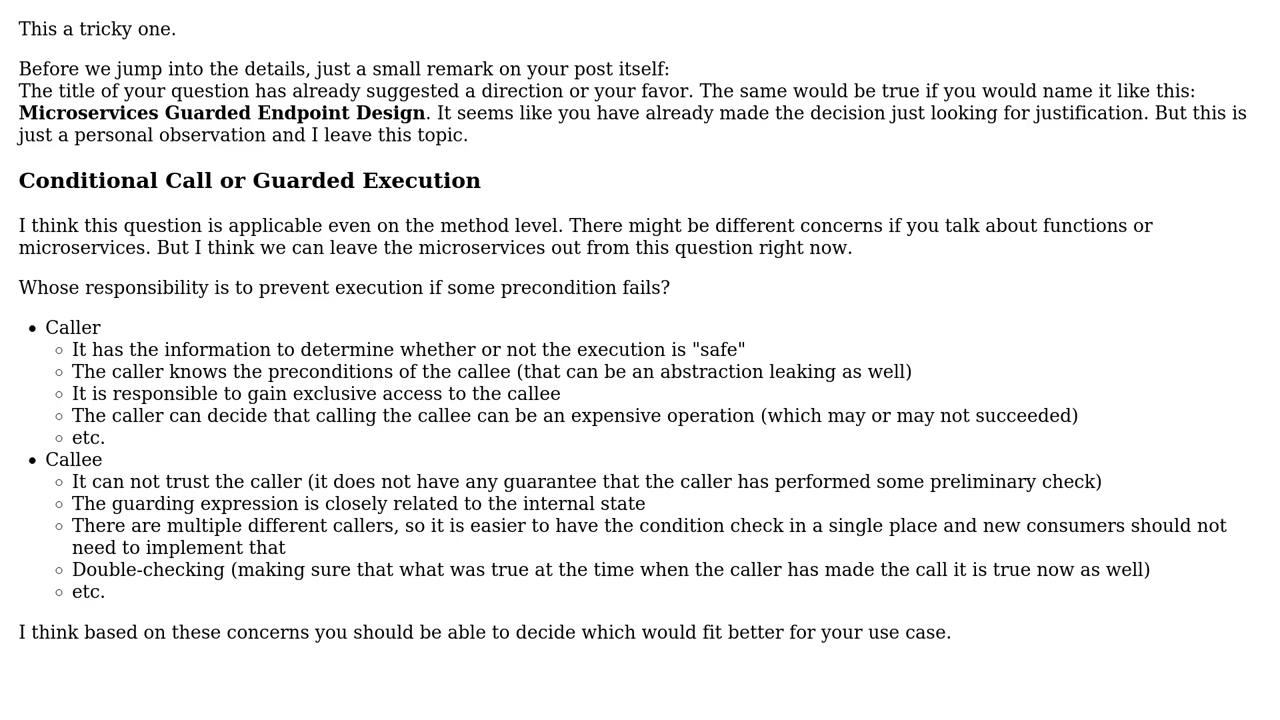 This a tricky one.
Before we jump into the details, just a small remark on your post itself:
The title of your question has already suggested a direction or your favor. The same would be true if you would name it like this:
Microservices Guarded Endpoint Design. It seems like you have already made the decision just looking for justification. But this is
just a personal observation and I leave this topic.
Conditional Call or Guarded Execution
I think this question is applicable even on the method level. There might be different concerns if you talk about functions or
microservices. But I think we can leave the microservices out from this question right now.
Whose responsibility is to prevent execution if some precondition fails?
• Caller
◦ It has the information to determine whether or not the execution is "safe"
◦ The caller knows the preconditions of the callee (that can be an abstraction leaking as well)
◦ It is responsible to gain exclusive access to the callee
◦ The caller can decide that calling the callee can be an expensive operation (which may or may not succeeded)
◦ etc.
• Callee
◦ It can not trust the caller (it does not have any guarantee that the caller has performed some preliminary check)
◦ The guarding expression is closely related to the internal state
◦ There are multiple different callers, so it is easier to have the condition check in a single place and new consumers should not
need to implement that
◦ Double-checking (making sure that what was true at the time when the caller has made the call it is true now as well)
◦ etc.
I think based on these concerns you should be able to decide which would fit better for your use case.